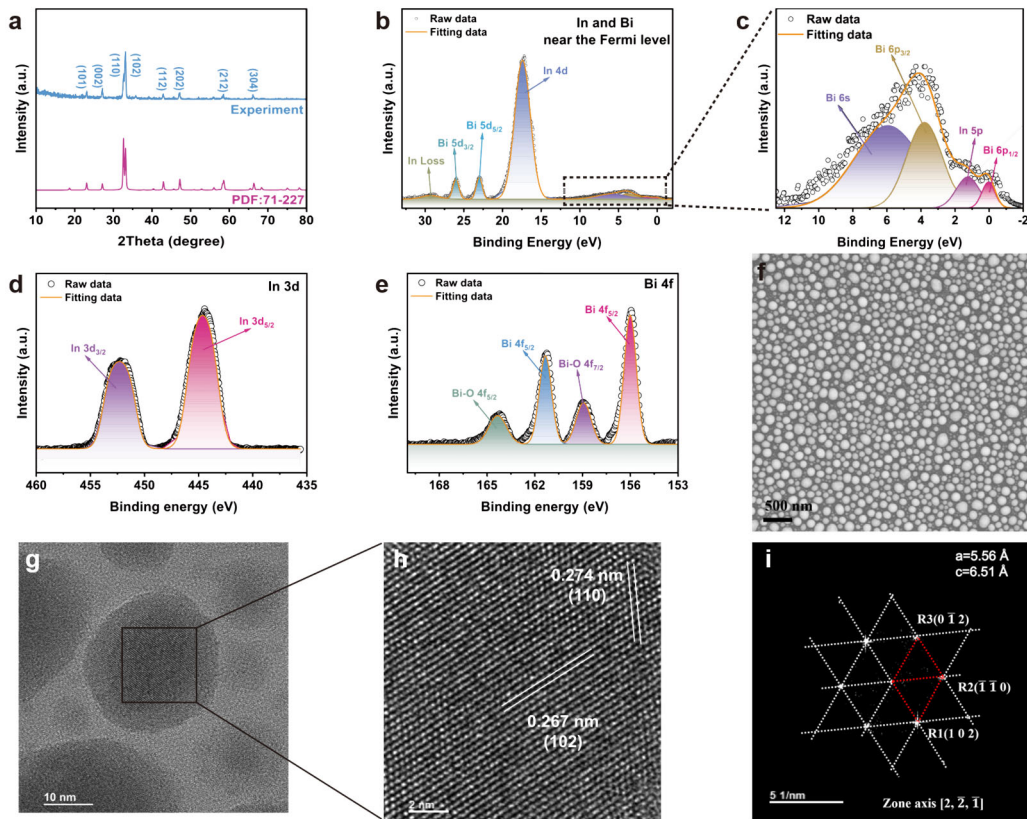 a
Intensity (a.u.)
(101)
(002)
(110)
(102)
(112)
(202)
(212)
(304)
Experiment
PDF:71-227
10 20 30 40 50 60 70 80
2Theta (degree)
b
Raw data
Fitting data
In and Bi
near the Fermi level
In 4d
Bi 5d5/2
Bi 5d3/2
In Loss
Intensity (a.u.)
30 25 20 15 10 5 0
Binding Energy (eV)
c
Raw data
Fitting data
Bi 6p3/2
Bi 6s
In 5p
Bi 6p1/2
Intensity (a.u.)
12 10 8 6 4 2 0 -2
Binding Energy (eV)
d
Raw data
Fitting data
In 3d
In 3d5/2
In 3d3/2
Intensity (a.u.)
460 455 450 445 440 435
Binding energy (eV)
e
Raw data
Fitting data
Bi 4f
Bi 4f5/2
Bi 4f5/2
Bi-O 4f7/2
Bi-O 4f5/2
Intensity (a.u.)
168 165 162 159 156 153
Binding energy (eV)
f
500 nm
g
10 nm
h
0.274 nm
(110)
0.267 nm
(102)
2 nm
i
a=5.56 Å
c=6.51 Å
R3(0 1̄ 2)
R2(1̄ 1̄ 0)
R1(1 0 2)
5 1/nm
Zone axis [2, 2̄, 1̄]